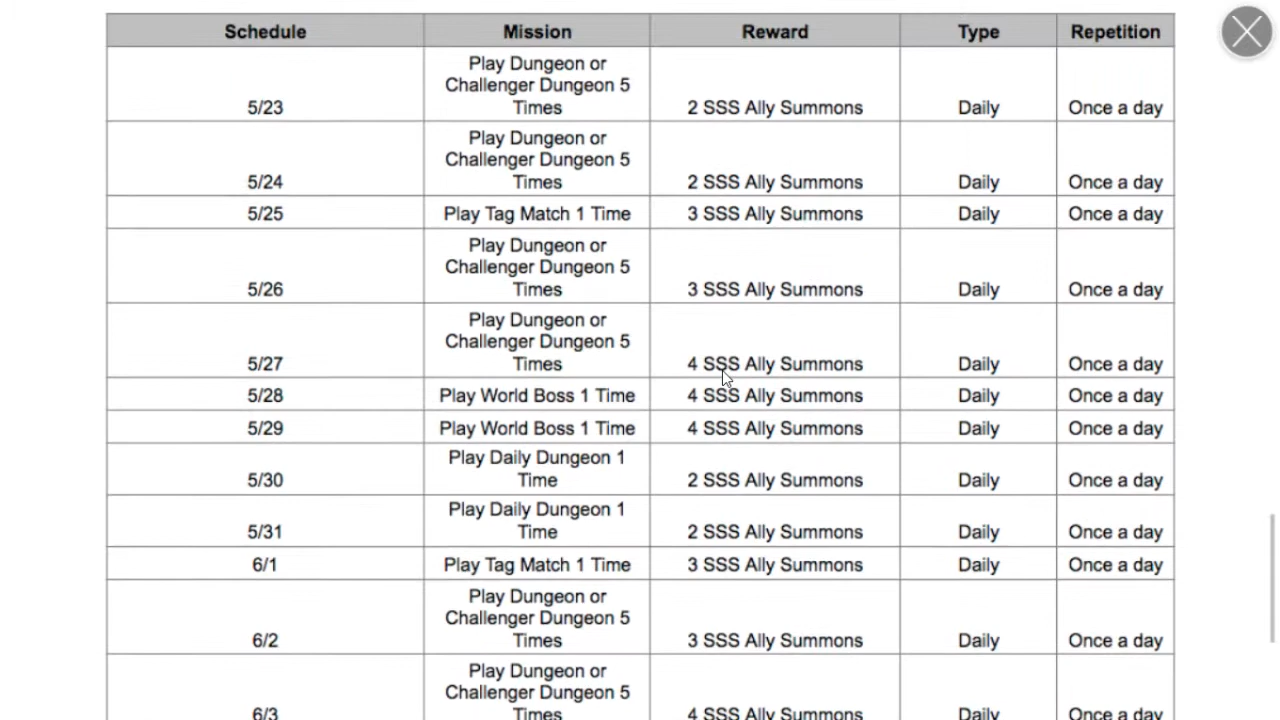 Schedule Mission Reward Type Repetition
Play Dungeon or
Challenger Dungeon 5
5/23 Times 2 SSS Ally Summons Daily Once a day
Play Dungeon or
Challenger Dungeon 5
5/24 Times 2 SSS Ally Summons Daily Once a day
5/25 Play Tag Match 1 Time 3 SSS Ally Summons Daily Once a day
Play Dungeon or
Challenger Dungeon 5
5/26 Times 3 SSS Ally Summons Daily Once a day
Play Dungeon or
Challenger Dungeon 5
5/27 Times 4 SSS Ally Summons Daily Once a day
5/28 Play World Boss 1 Time 4 SSS Ally Summons Daily Once a day
5/29 Play World Boss 1 Time 4 SSS Ally Summons Daily Once a day
Play Daily Dungeon 1
5/30 Time 2 SSS Ally Summons Daily Once a day
Play Daily Dungeon 1
5/31 Time 2 SSS Ally Summons Daily Once a day
6/1 Play Tag Match 1 Time 3 SSS Ally Summons Daily Once a day
Play Dungeon or
Challenger Dungeon 5
6/2 Times 3 SSS Ally Summons Daily Once a day
Play Dungeon or
Challenger Dungeon 5
6/3 Times 4 SSS Ally Summons Daily Once a day